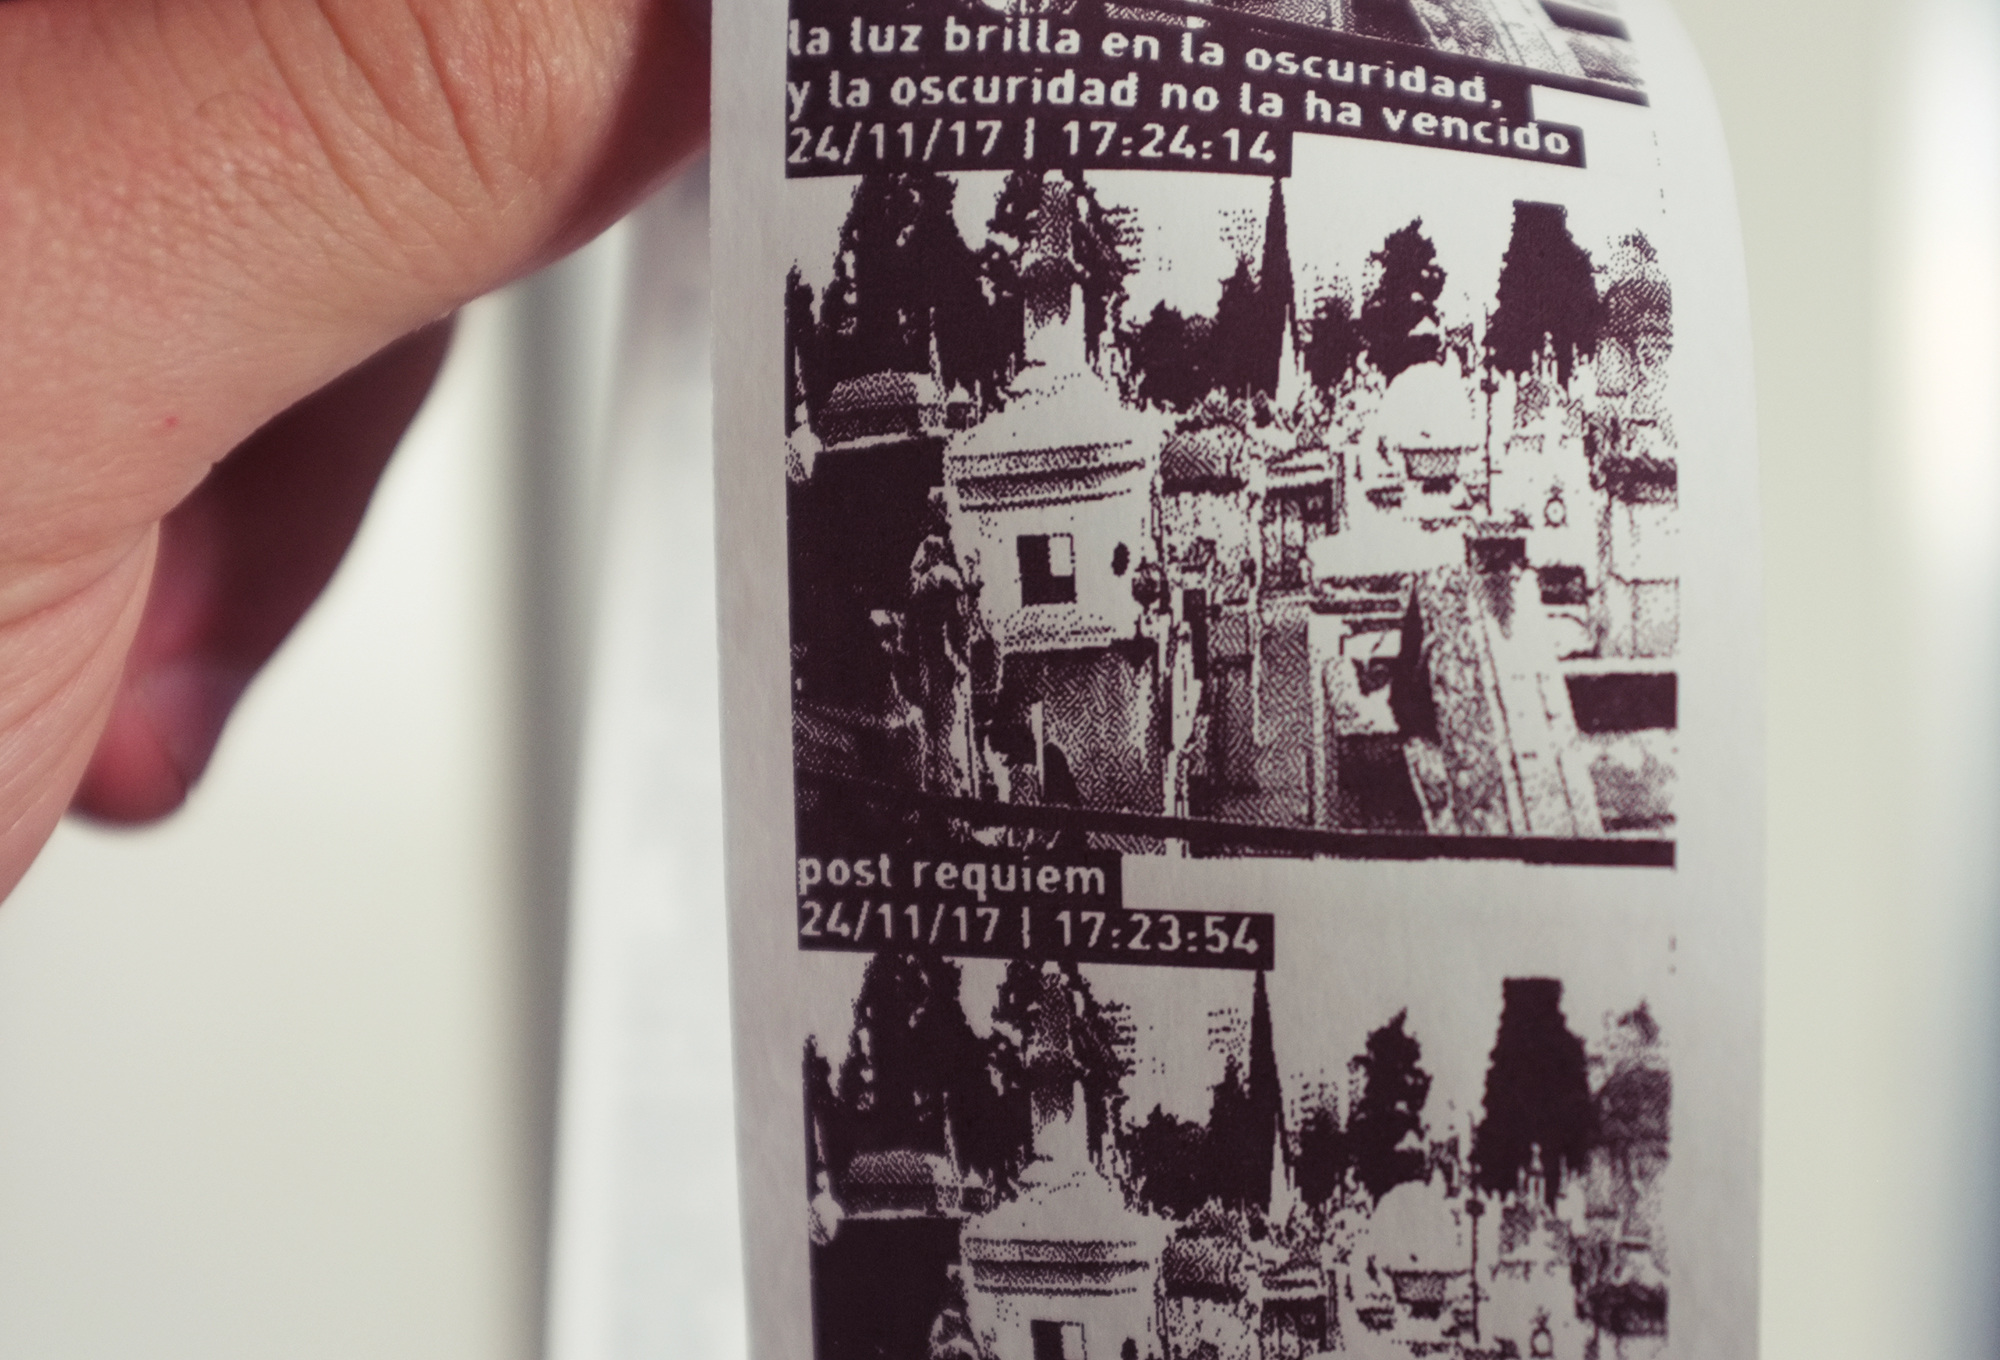 la luz brilla en la oscuridad,
y la oscuridad no la ha vencido
24/11/17 | 17:24:14
post requiem
24/11/17 | 17:23:54